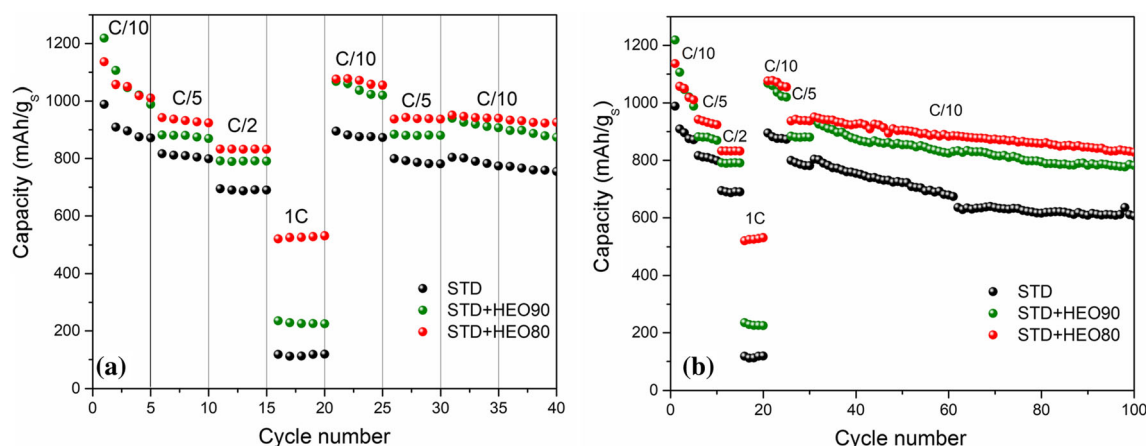 C/10
C/5
C/2
1C
C/10
C/5
C/10
STD
STD+HEO90
STD+HEO80
(a)
Capacity (mAh/gs)
1200
1000
800
600
400
200
0
0 5 10 15 20 25 30 35 40
Cycle number
C/10
C/5
C/2
1C
C/10
C/5
C/10
STD
STD+HEO90
STD+HEO80
(b)
Capacity (mAh/gs)
1200
1000
800
600
400
200
0
0 20 40 60 80 100
Cycle number